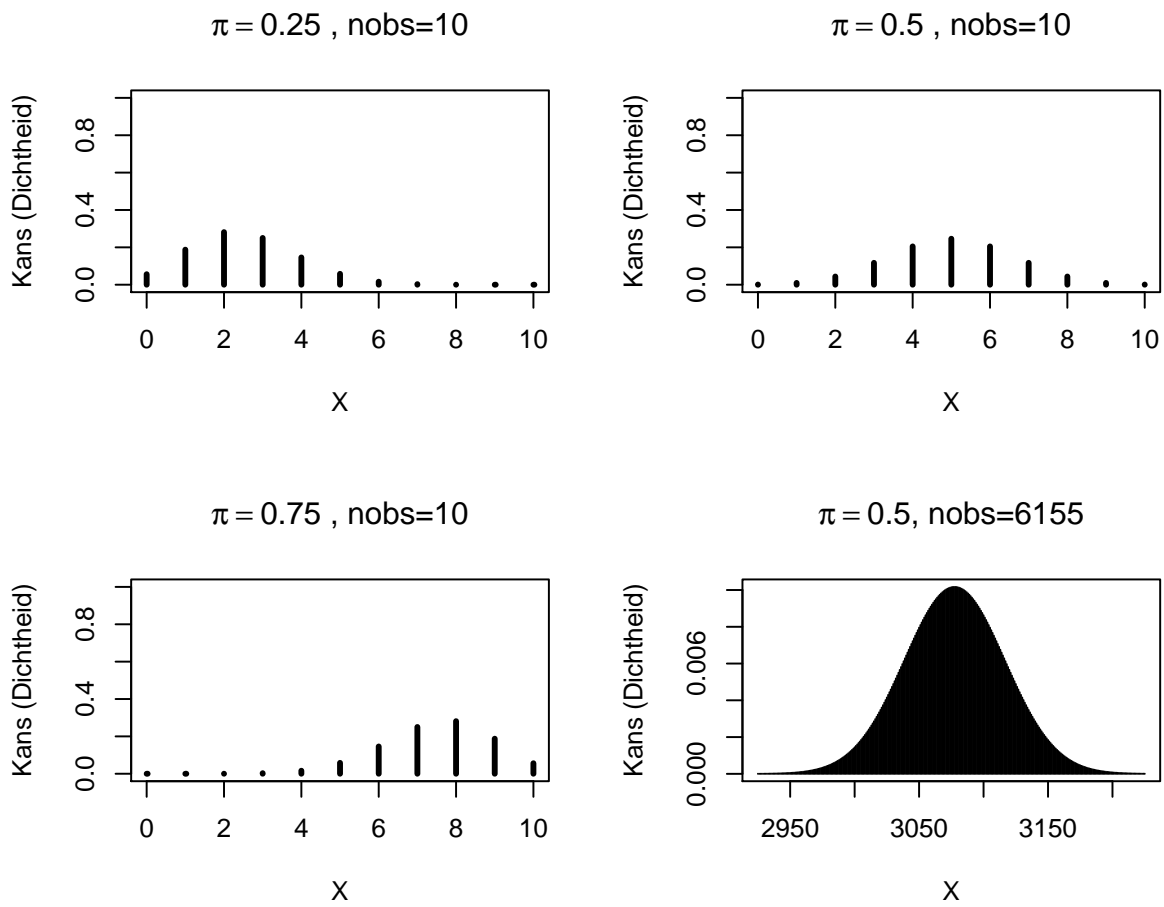 π = 0.25 , nobs=10
Kans (Dichtheid)
0.0 0.4 0.8
0 2 4 6 8 10
X
π = 0.5 , nobs=10
Kans (Dichtheid)
0.0 0.4 0.8
0 2 4 6 8 10
X
π = 0.75 , nobs=10
Kans (Dichtheid)
0.0 0.4 0.8
0 2 4 6 8 10
X
π = 0.5, nobs=6155
Kans (Dichtheid)
0.000 0.006
2950 3050 3150
X